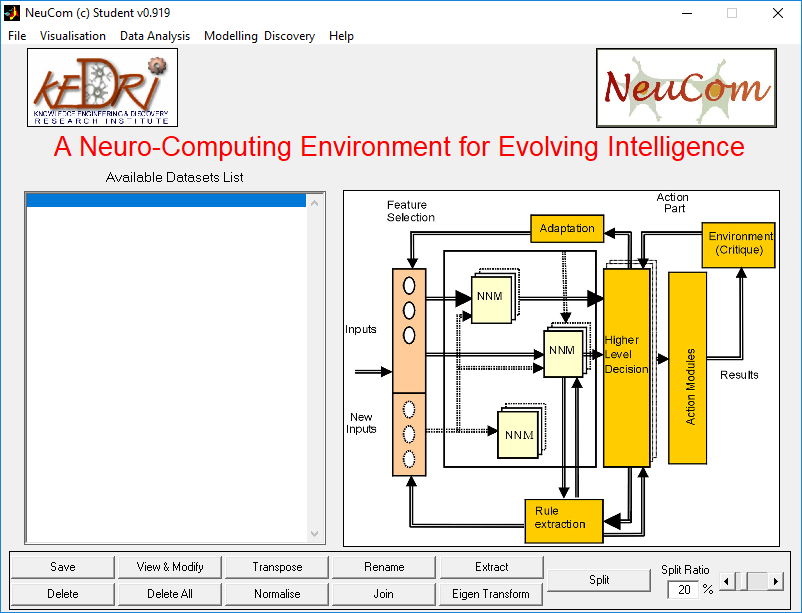 NeuCom (c) Student v0.919
File Visualisation Data Analysis Modelling Discovery Help
KEDRI
KNOWLEDGE ENGINEERING & DISCOVERY
RESEARCH INSTITUTE
NeuCom
A Neuro-Computing Environment for Evolving Intelligence
Available Datasets List
Feature
Selection
Action
Part
Adaptation
Environment
(Critique)
NNM
Inputs
NNM
Higher
Level
Decision
Action Modules
Results
New
Inputs
NNM
Rule
extraction
Save View & Modify Transpose Rename Extract
Split
Split Ratio
20 %
Delete Delete All Normalise Join Eigen Transform